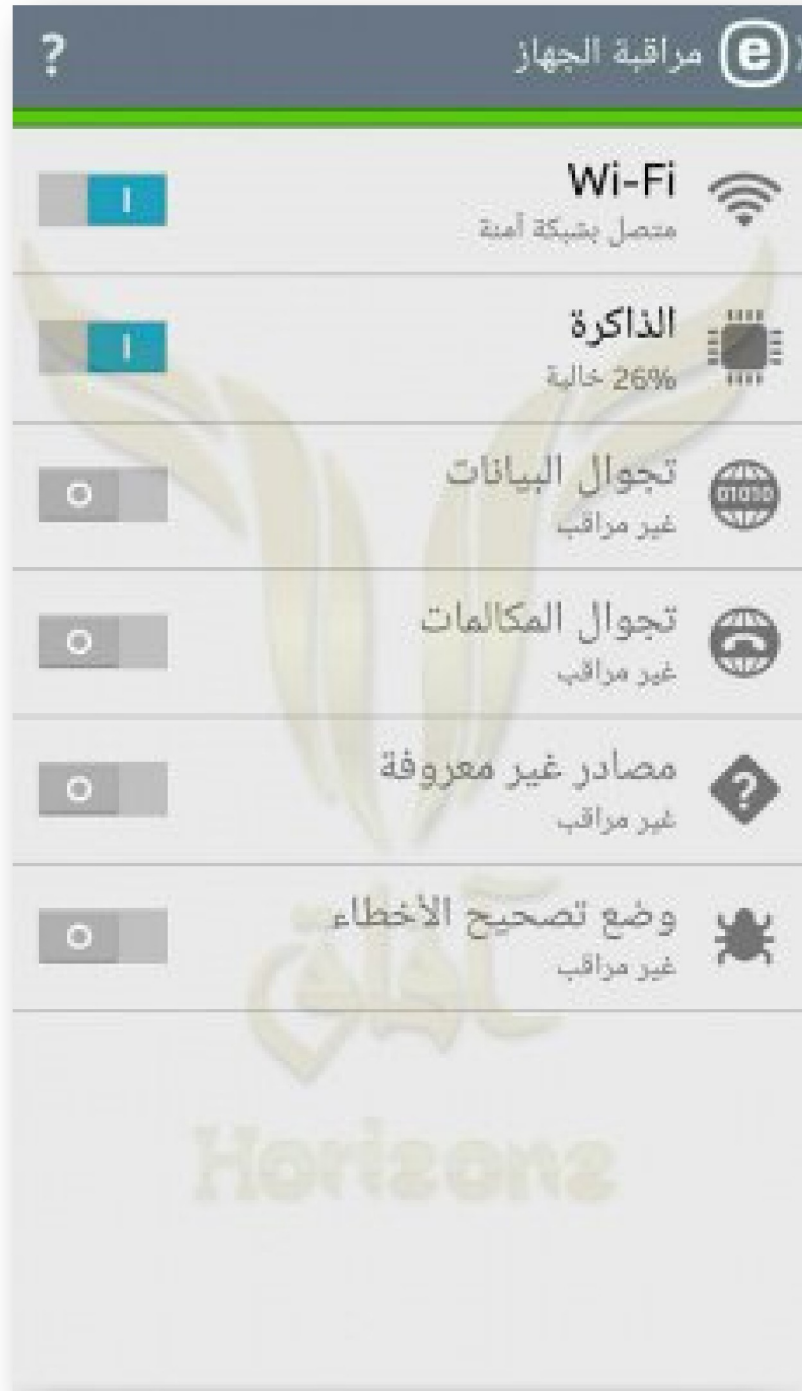 مراقبة الجهاز ?
Wi-Fi
متصل بشبكة آمنة
الذاكرة
26% خالية
تجوال البيانات
غير مراقب
تجوال المكالمات
غير مراقب
مصادر غير معروفة
غير مراقب
وضع تصحيح الأخطاء
غير مراقب
آفاق
Horizons